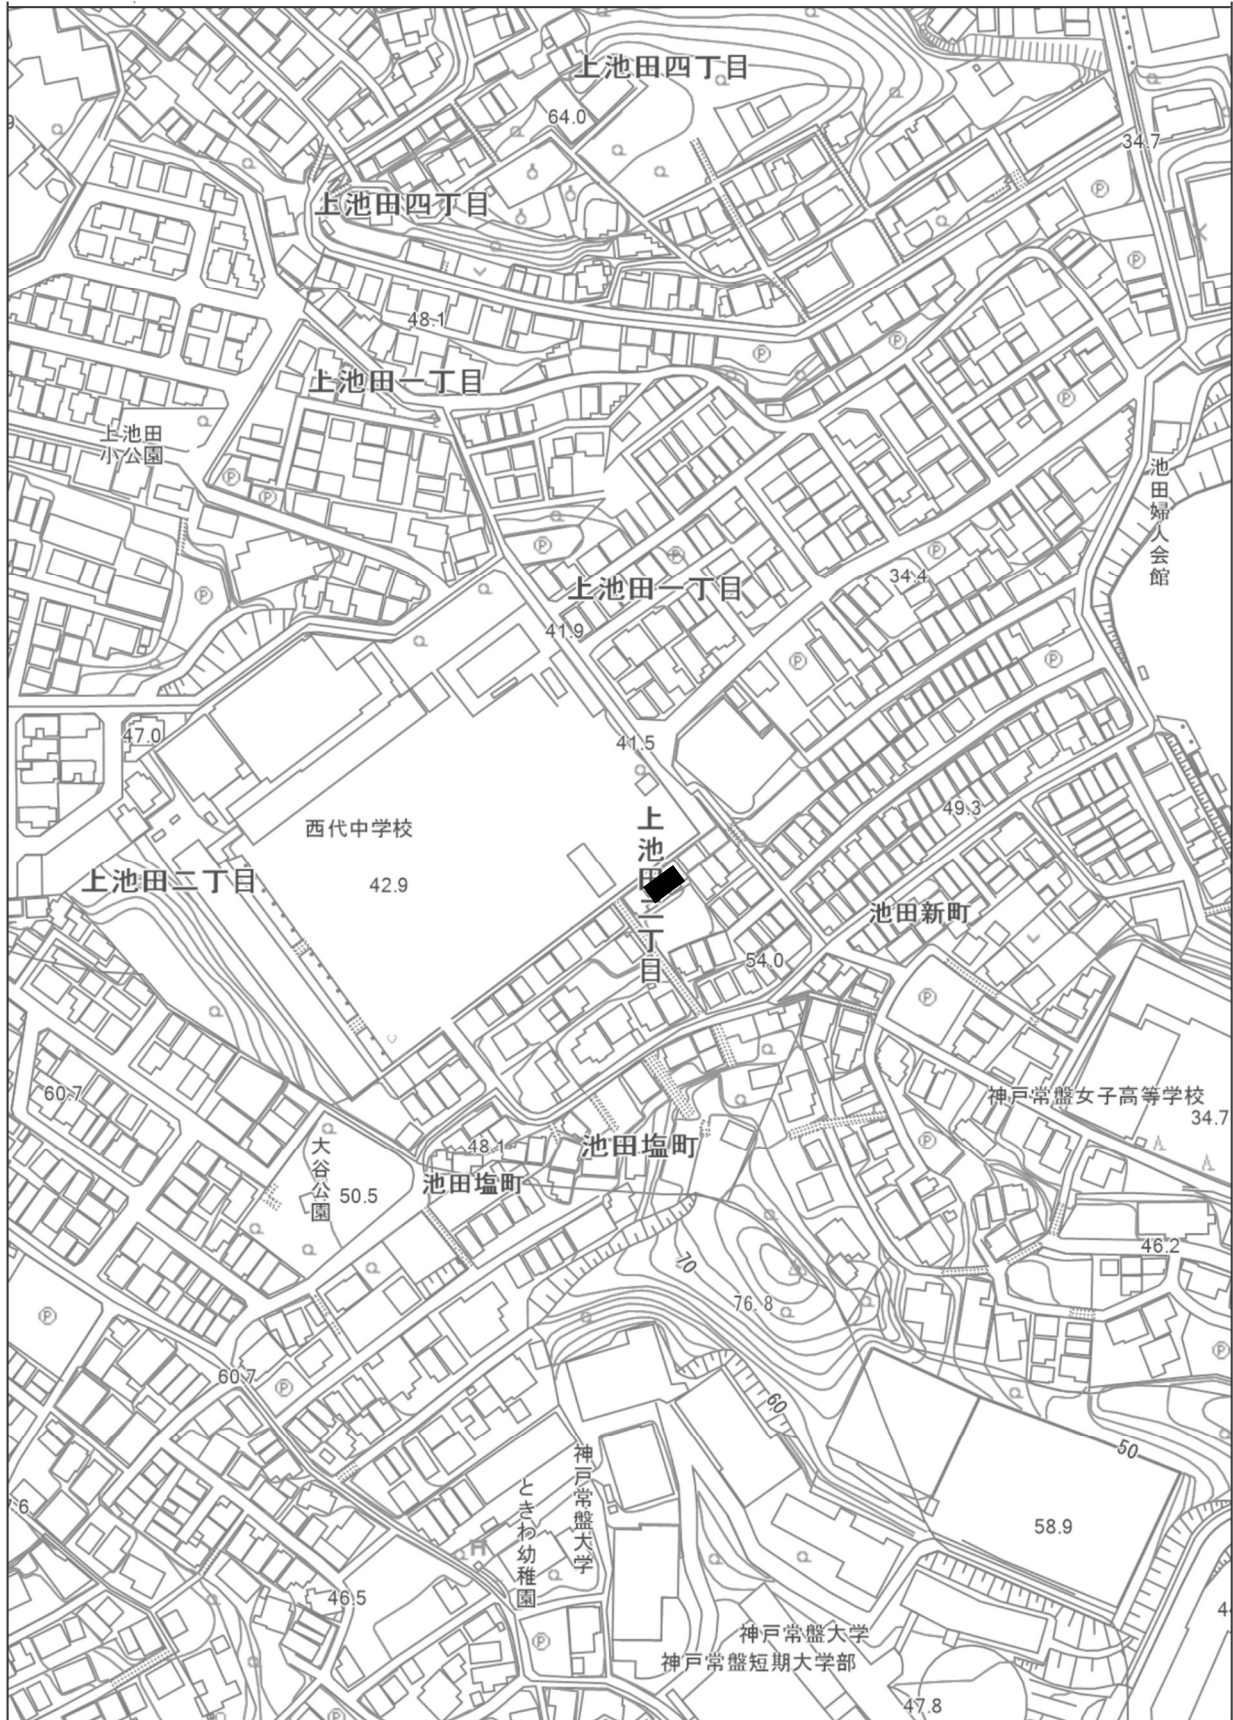 上池田四丁目
64.0
34.7
上池田四丁目
48.1
上池田一丁目
上池田
小公園
池田婦人会館
34.4
上池田一丁目
41.9
47.0
41.5
49.3
西代中学校
上池田二丁目
42.9
上池田二丁目
池田新町
54.0
60.7
神戸常盤女子高等学校
34.7
大谷公園
50.5
48.1
池田塩町
池田塩町
46.2
70
76.8
60.7
60
50
神戸常盤大学
ときわ幼稚園
58.9
46.5
神戸常盤大学
神戸常盤短期大学部
47.8